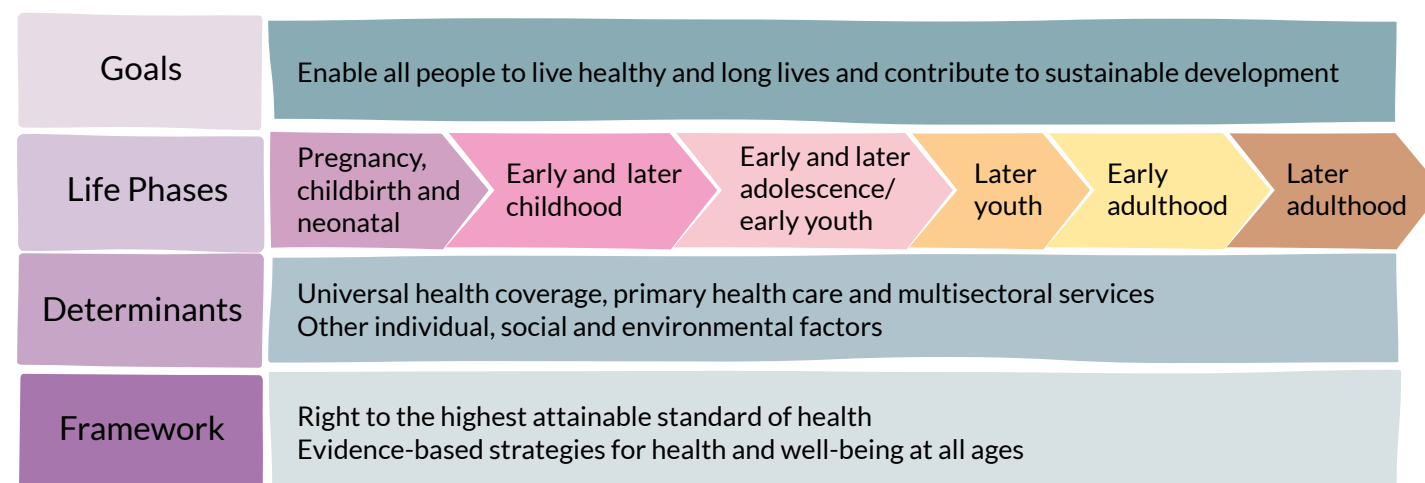 Goals
Enable all people to live healthy and long lives and contribute to sustainable development
Life Phases
Pregnancy,
childbirth and
neonatal
Early and later
childhood
Early and later
adolescence/
early youth
Later
youth
Early
adulthood
Later
adulthood
Determinants
Universal health coverage, primary health care and multisectoral services
Other individual, social and environmental factors
Framework
Right to the highest attainable standard of health
Evidence-based strategies for health and well-being at all ages